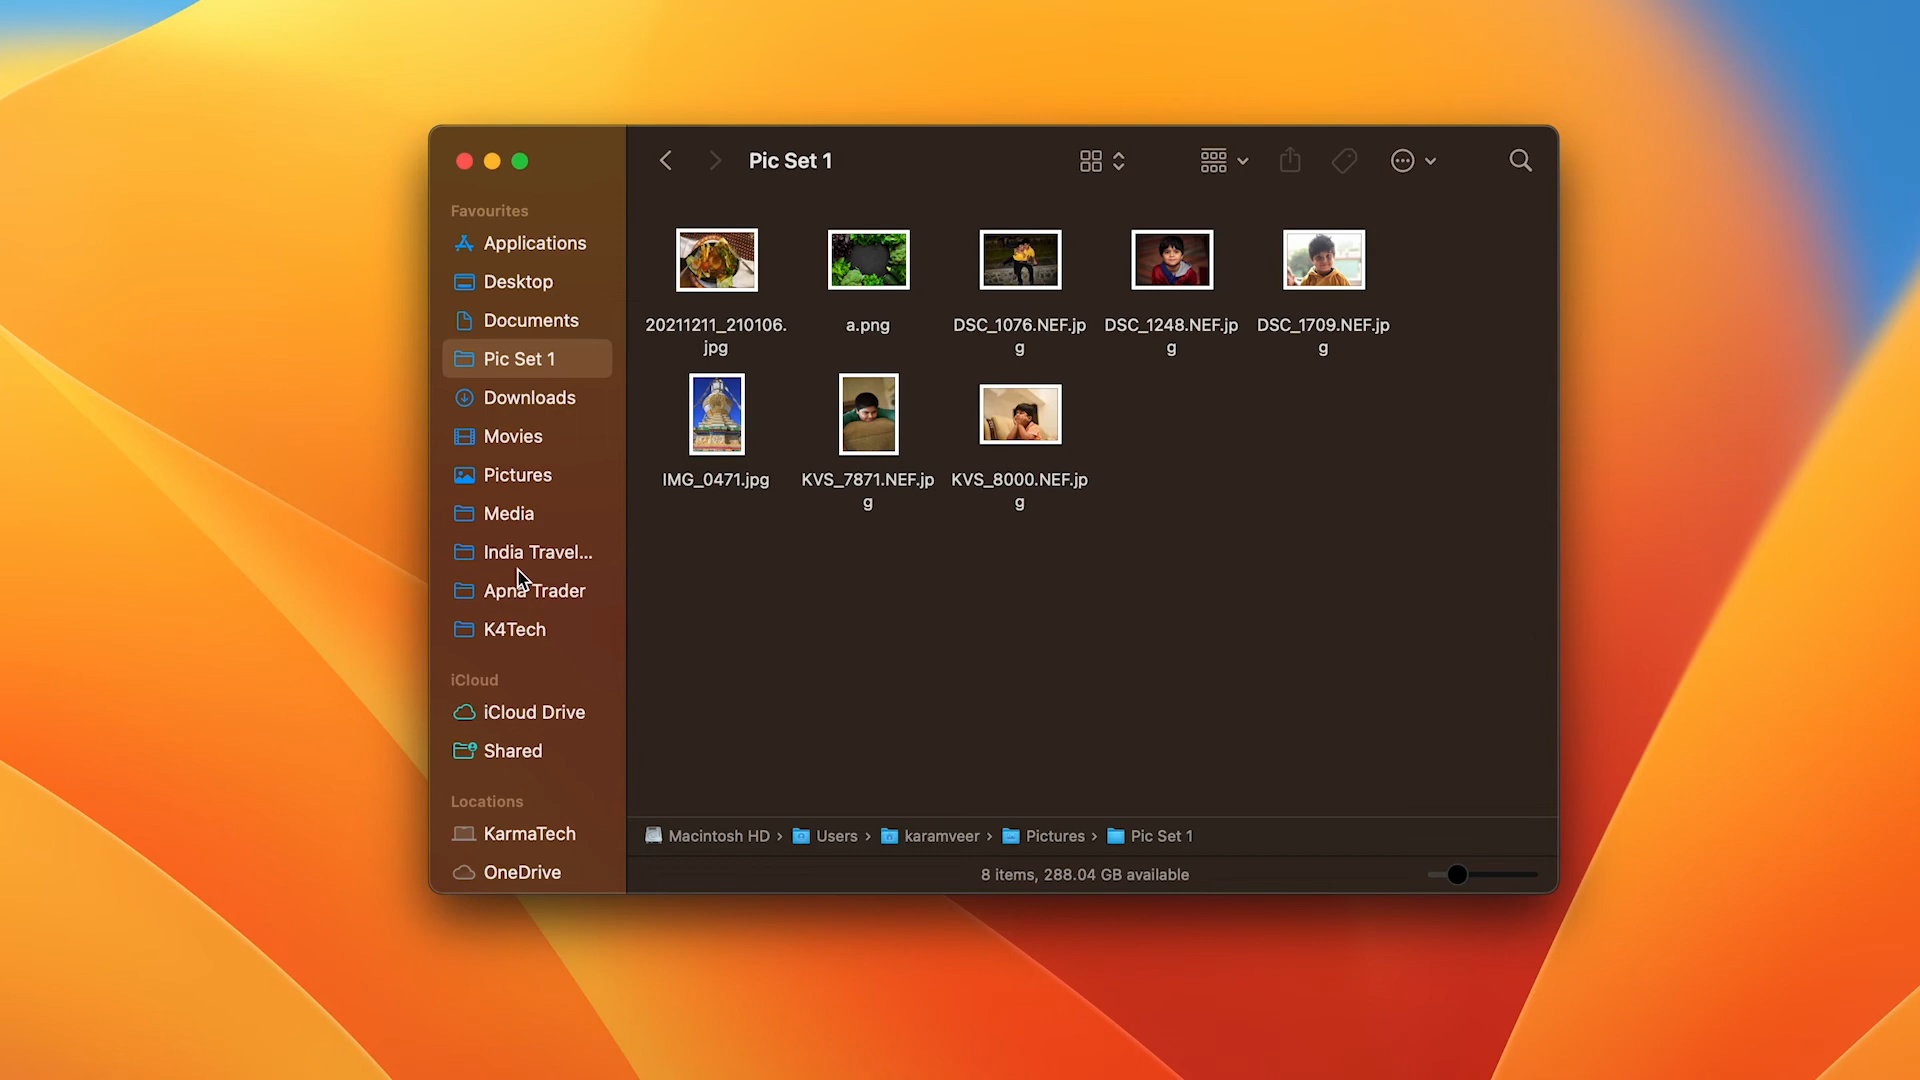 Pic Set 1
Favourites
Applications
Desktop
Documents
Pic Set 1
Downloads
Movies
Pictures
Media
India Travel...
Apna Trader
K4Tech
iCloud
iCloud Drive
Shared
Locations
KarmaTech
OneDrive
20211211_210106.
jpg
a.png
DSC_1076.NEF.jp
g
DSC_1248.NEF.jp
g
DSC_1709.NEF.jp
g
IMG_0471.jpg
KVS_7871.NEF.jp
g
KVS_8000.NEF.jp
g
Macintosh HD › Users › karamveer › Pictures › Pic Set 1
8 items, 288.04 GB available